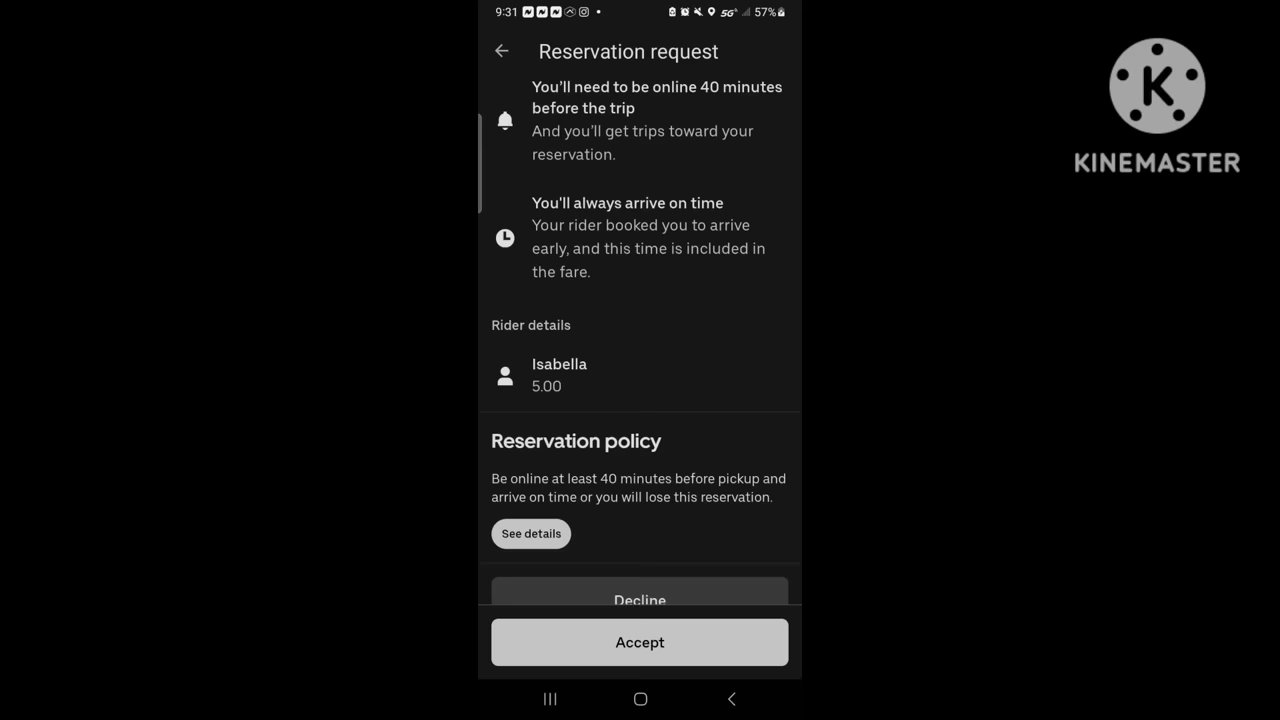 9:31
5G
57%
Reservation request
You'll need to be online 40 minutes
before the trip
And you'll get trips toward your
reservation.
You'll always arrive on time
Your rider booked you to arrive
early, and this time is included in
the fare.
Rider details
Isabella
5.00
Reservation policy
Be online at least 40 minutes before pickup and
arrive on time or you will lose this reservation.
See details
Decline
Accept
K
KINEMASTER